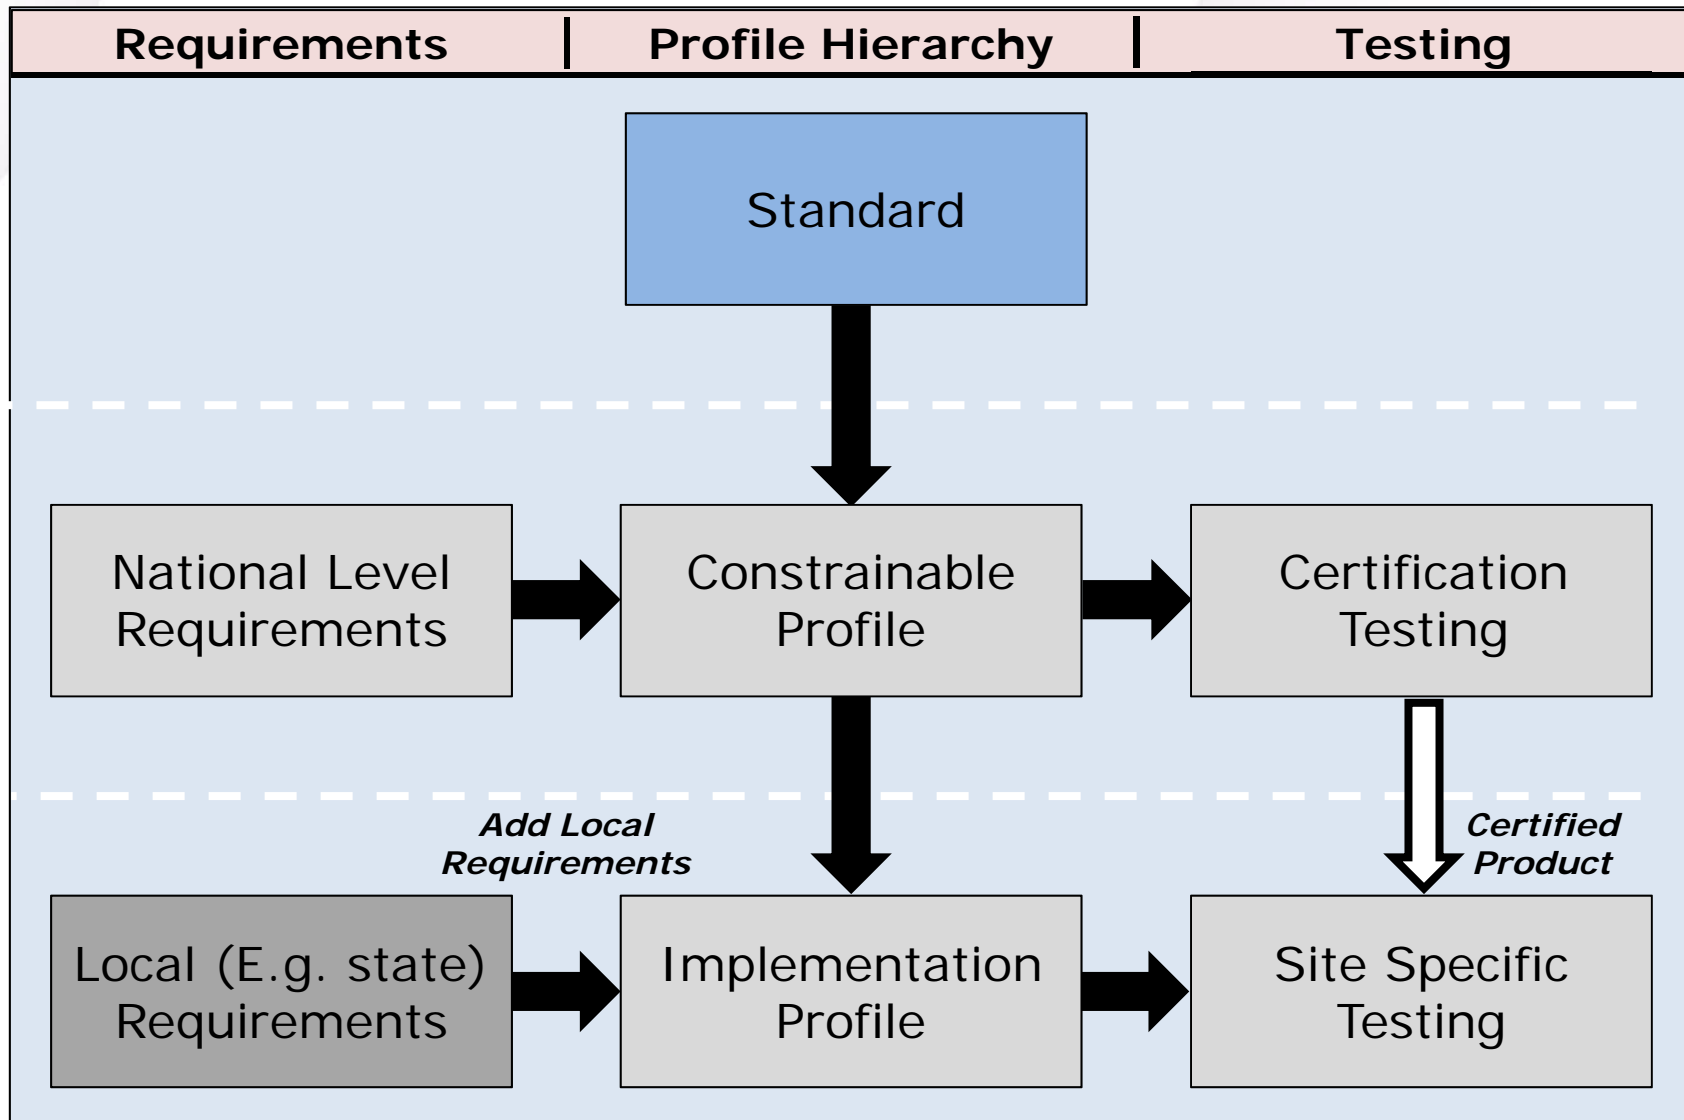 Requirements | Profile Hierarchy | Testing
Standard
National Level
Requirements
Constrainable
Profile
Certification
Testing
Add Local
Requirements
Certified
Product
Local (E.g. state)
Requirements
Implementation
Profile
Site Specific
Testing